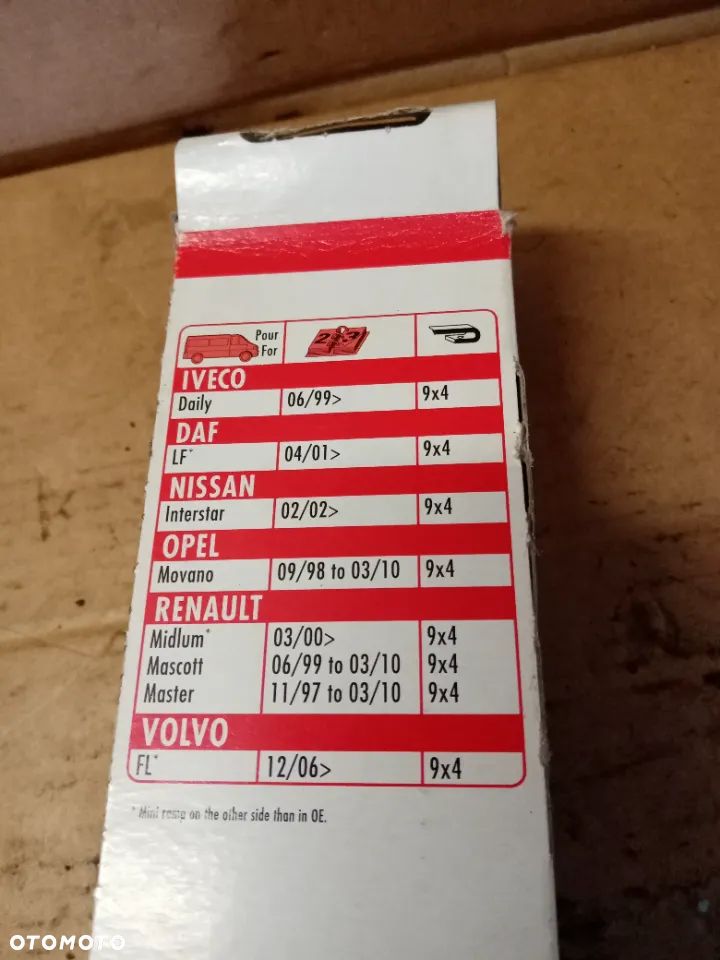 Pour
For
IVECO
Daily 06/99> 9x4
DAF
LF* 04/01> 9x4
NISSAN
Interstar 02/02> 9x4
OPEL
Movano 09/98 to 03/10 9x4
RENAULT
Midlum* 03/00> 9x4
Mascott 06/99 to 03/10 9x4
Master 11/97 to 03/10 9x4
VOLVO
FL* 12/06> 9x4
* Mini ramp on the other side than in OE.
OTOMOTO